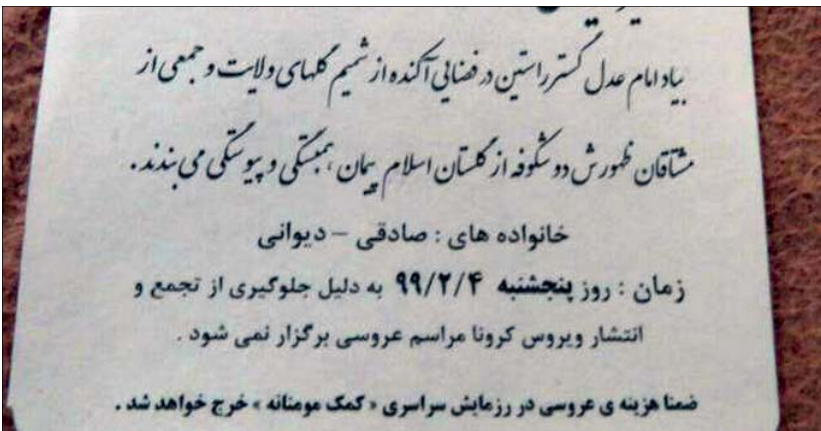 بیاد امام عدل گستر راستین در فضایی آکنده از شمیم گلهای ولایت و جمعی از
مشتاقان ظهورش دو شکوفه از گلستان اسلام پیمان همبستگی و پیوستگی می بندند.
خانواده های : صادقی - دیوانی
زمان : روز پنجشنبه ۹۹/۲/۴ به دلیل جلوگیری از تجمع و
انتشار ویروس کرونا مراسم عروسی برگزار نمی شود .
ضمنا هزینه ی عروسی در رزمایش سراسری « کمک مومنانه » خرج خواهد شد .